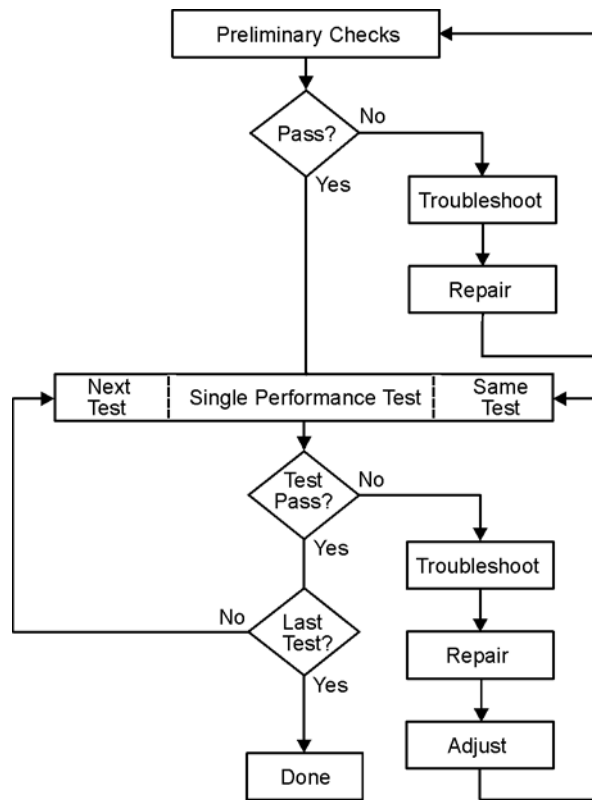 Preliminary Checks
Pass?
No
Yes
Troubleshoot
Repair
Next
Test
Single Performance Test
Same
Test
Test
Pass?
No
Yes
Troubleshoot
Last
Test?
No
Yes
Repair
Adjust
Done